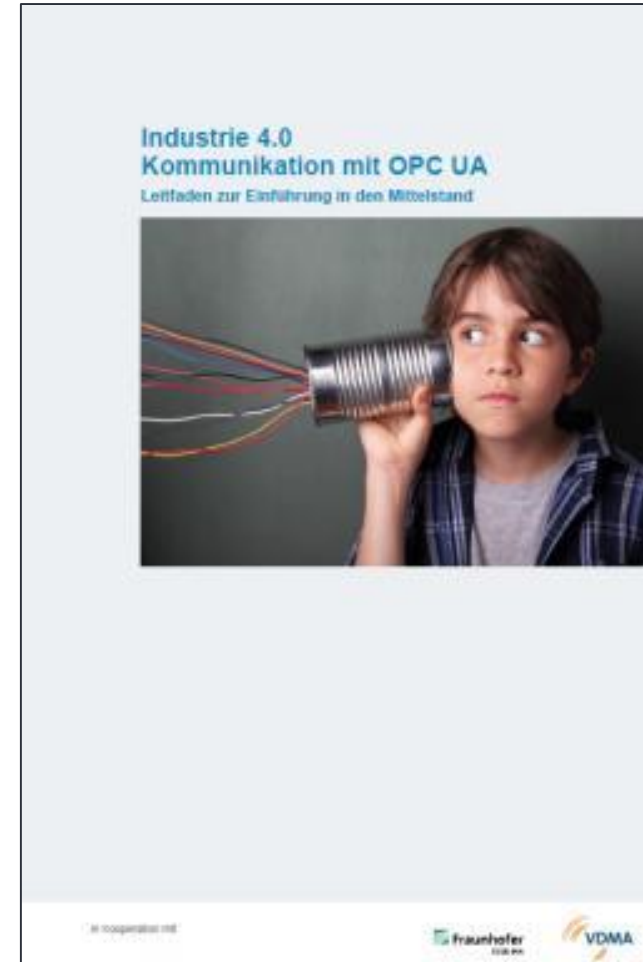 Industrie 4.0
Kommunikation mit OPC UA
Leitfaden zur Einführung in den Mittelstand
in Kooperation mit
Fraunhofer
VDMA